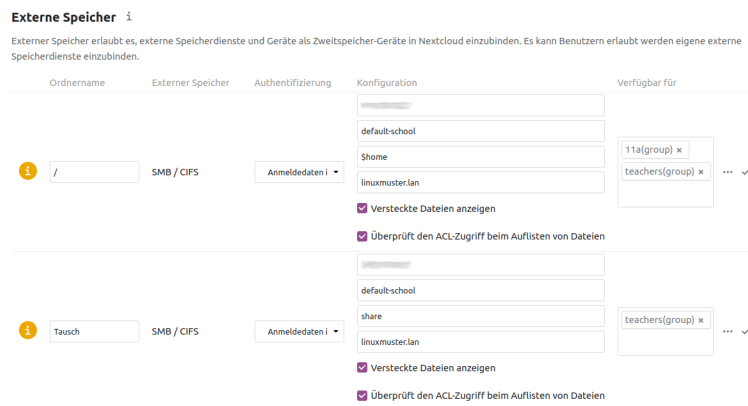 Externe Speicher i
Externer Speicher erlaubt es, externe Speicherdienste und Geräte als Zweitspeicher-Geräte in Nextcloud einzubinden. Es kann Benutzern erlaubt werden eigene externe
Speicherdienste einzubinden.
Ordnername Externer Speicher Authentifizierung Konfiguration Verfügbar für
default-school
$home
linuxmuster.lan
i / SMB / CIFS Anmeldedaten i
11a(group) ×
teachers(group) ×
Versteckte Dateien anzeigen
Überprüft den ACL-Zugriff beim Auflisten von Dateien
default-school
share
linuxmuster.lan
i Tausch SMB / CIFS Anmeldedaten i
teachers(group) ×
Versteckte Dateien anzeigen
Überprüft den ACL-Zugriff beim Auflisten von Dateien